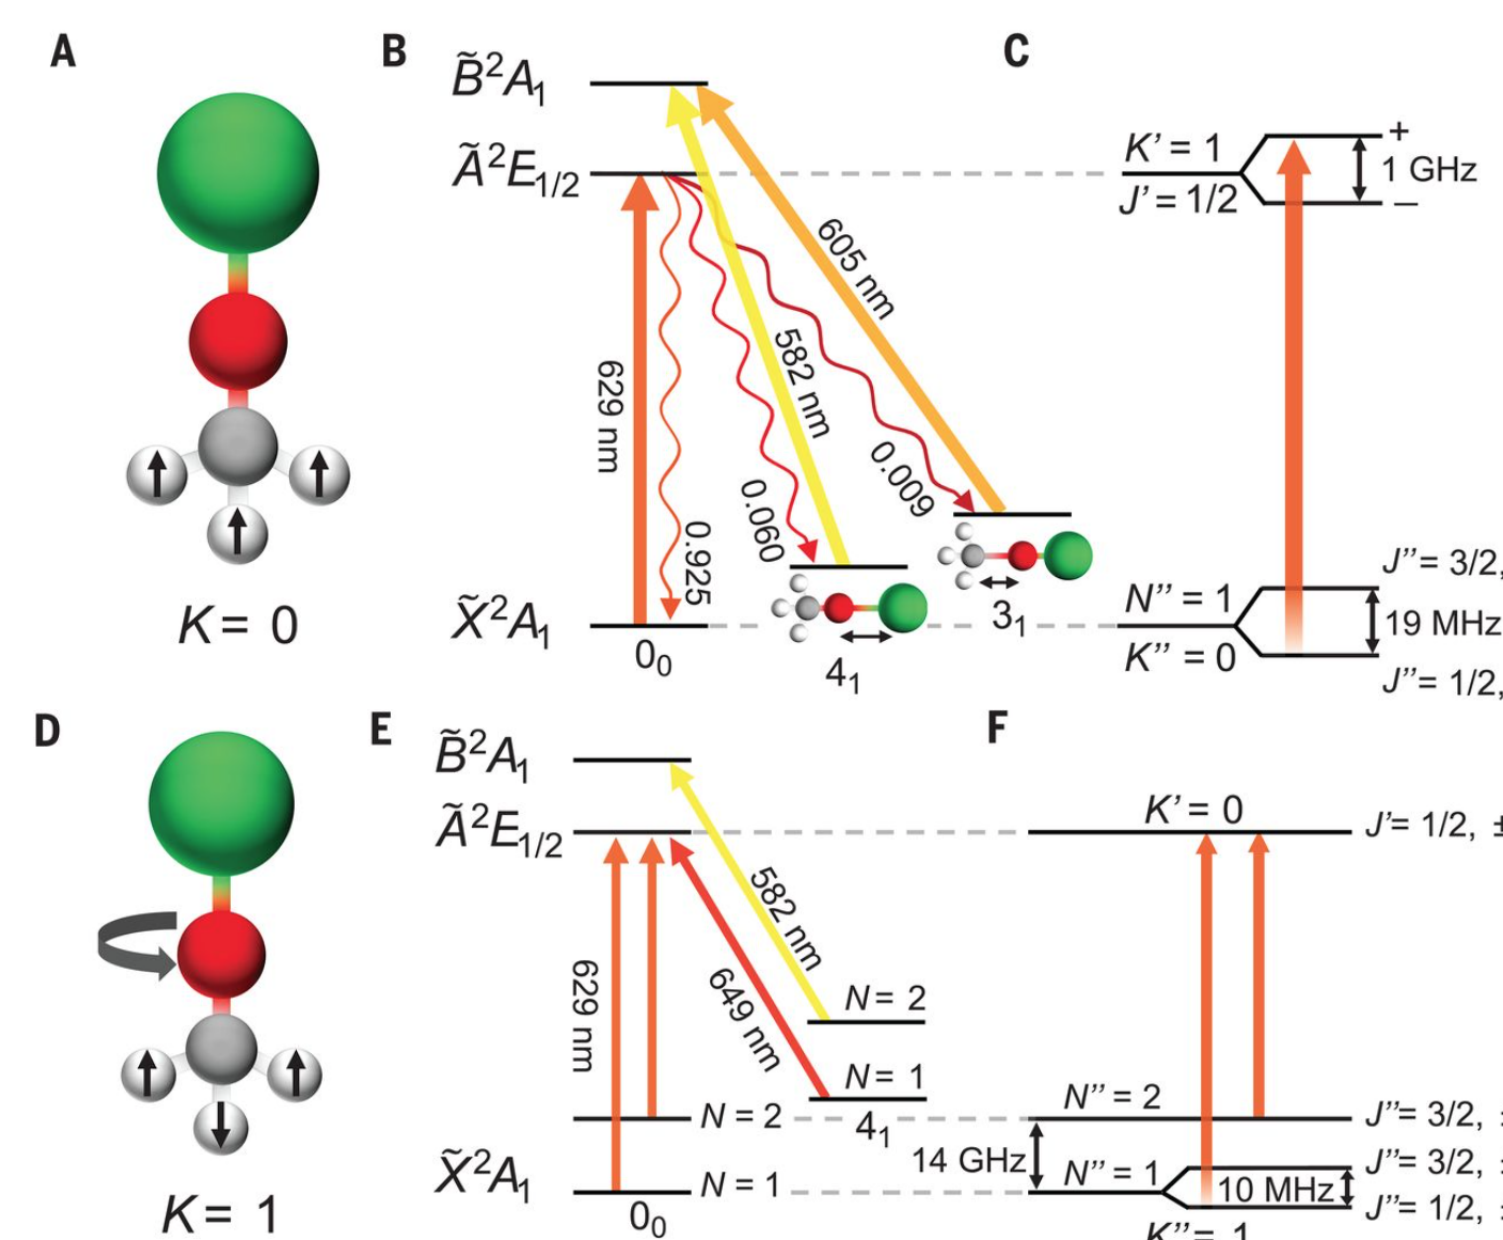 A
K = 0
B
B̃²A₁
òE₁/₂
629 nm
0.925
0.060
582 nm
605 nm
0.009
X̃²A₁
0₀
4₁
3₁
C
K’ = 1
J’ = 1/2
+
1 GHz
–
N’’ = 1
K’’ = 0
J’’ = 3/2,
19 MHz
J’’ = 1/2,
D
K = 1
E
B̃²A₁
òE₁/₂
629 nm
582 nm
649 nm
N = 2
N = 1
4₁
N = 2
X̃²A₁
N = 1
0₀
F
K’ = 0
J’= 1/2, ±
N’’ = 2
J’’= 3/2,
14 GHz
N’’ = 1
J’’= 3/2,
10 MHz
J’’= 1/2,
K’’= 1